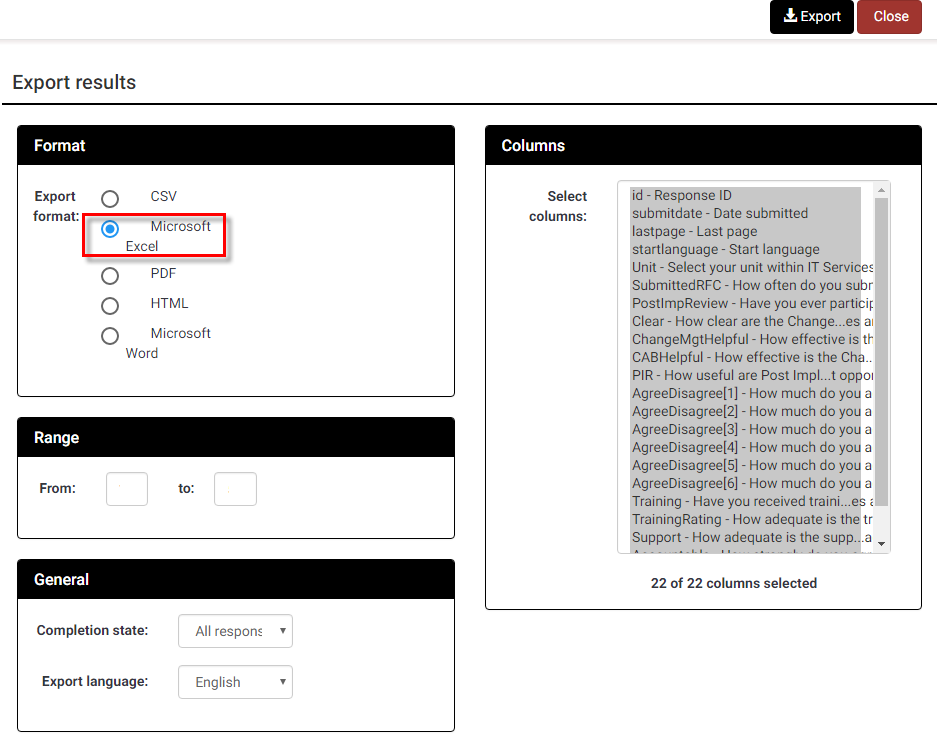 Export Close
Export results
Format
Export format:
CSV
Microsoft
Excel
PDF
HTML
Microsoft
Word
Range
From: to:
General
Completion state: All respons
Export language: English
Columns
Select
columns:
id - Response ID
submitdate - Date submitted
lastpage - Last page
startlanguage - Start language
Unit - Select your unit within IT Services
SubmittedRFC - How often do you subr
PostImpReview - Have you ever particip
Clear - How clear are the Change...es a
ChangeMgtHelpful - How effective is th
CABHelpful - How effective is the Cha..
PIR - How useful are Post Impl...t oppo
AgreeDisagree[1] - How much do you a
AgreeDisagree[2] - How much do you a
AgreeDisagree[3] - How much do you a
AgreeDisagree[4] - How much do you a
AgreeDisagree[5] - How much do you a
AgreeDisagree[6] - How much do you a
Training - Have you received traini...es a
TrainingRating - How adequate is the tr
Support - How adequate is the supp...a
22 of 22 columns selected